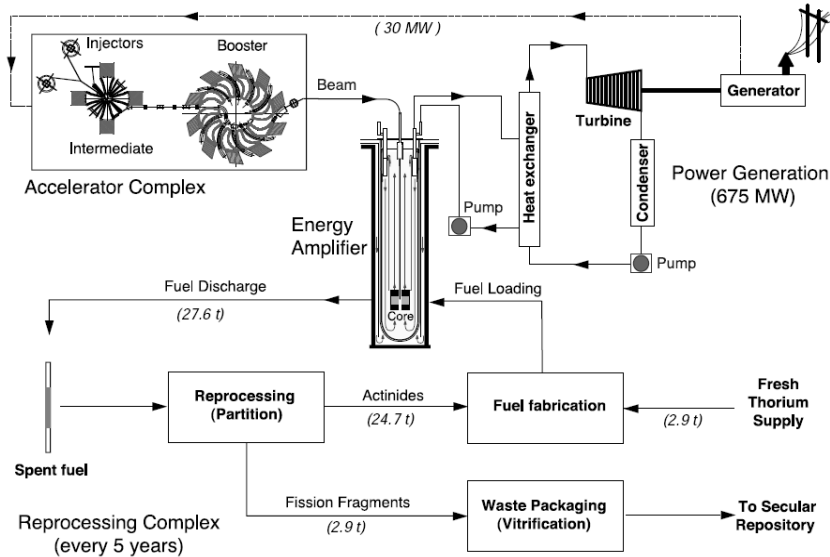 ( 30 MW )
Injectors
Booster
Intermediate
Accelerator Complex
Beam
Heat exchanger
Turbine
Generator
Condenser
Power Generation
(675 MW)
Pump
Pump
Energy
Amplifier
Core
Fuel Discharge
(27.6 t)
Fuel Loading
Spent fuel
Reprocessing
(Partition)
Actinides
(24.7 t)
Fuel fabrication
(2.9 t)
Fresh
Thorium
Supply
Fission Fragments
(2.9 t)
Waste Packaging
(Vitrification)
To Secular
Repository
Reprocessing Complex
(every 5 years)